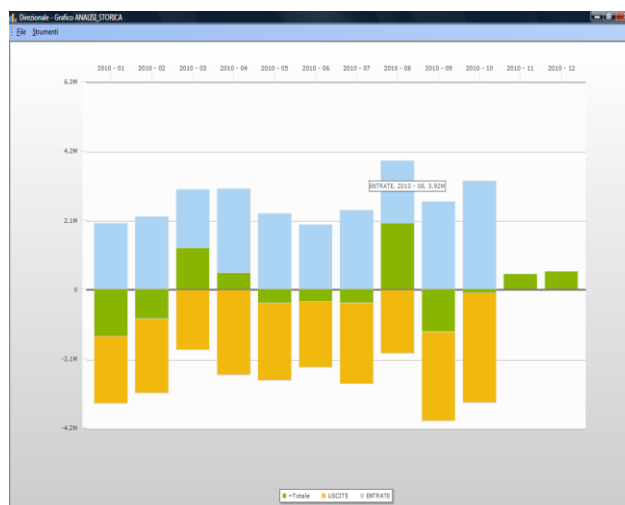 Direzionale - Grafico ANALISI_STORICA
File Strumenti
2010 - 01 2010 - 02 2010 - 03 2010 - 04 2010 - 05 2010 - 06 2010 - 07 2010 - 08 2010 - 09 2010 - 10 2010 - 11 2010 - 12
6.2M
4.2M
ENTRATE, 2010 - 08, 3.92M
2.1M
0
-2.1M
-4.2M
=Totale USCITE ENTRATE